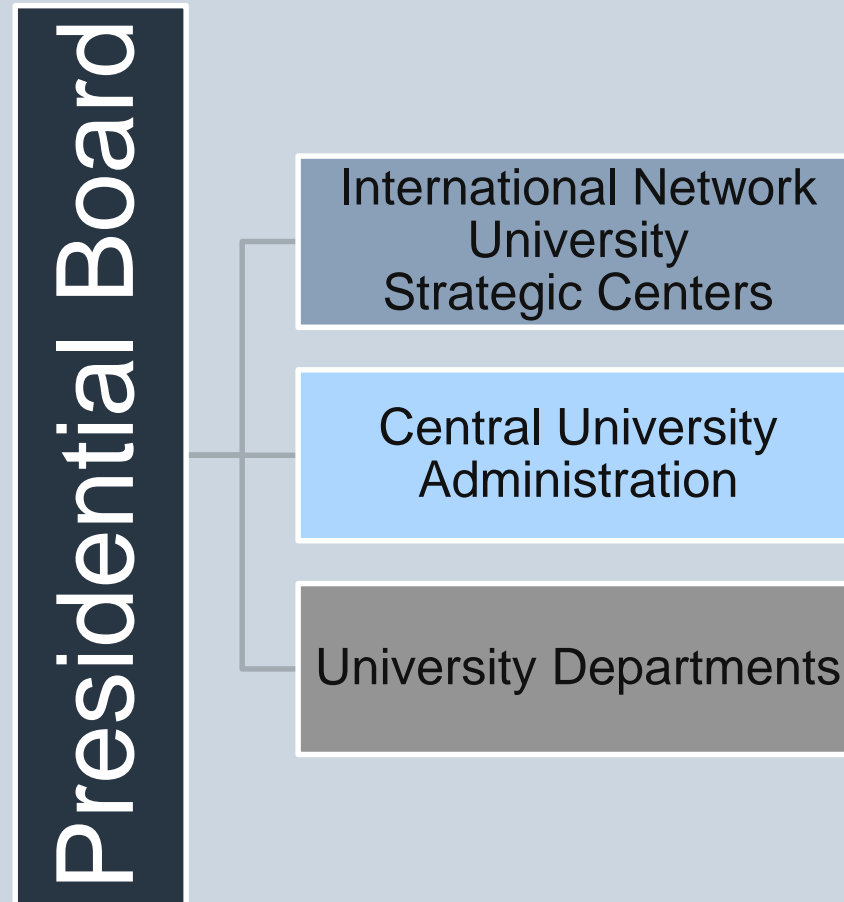 Presidential Board
International Network
University
Strategic Centers
Central University
Administration
University Departments